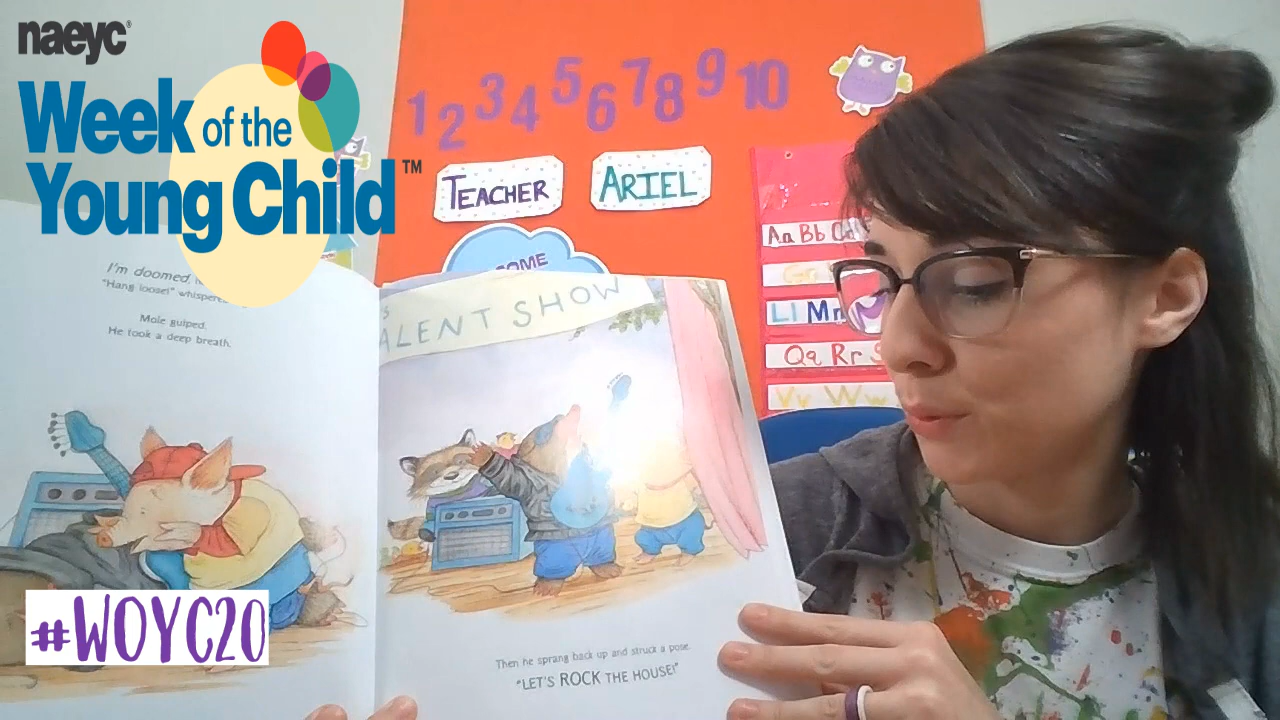 naeyc®
Week of the
Young Child™
1 2 3 4 5 6 7 8 9 10
TEACHER ARIEL
Aa Bb
Ll
Qq Rr
Vv Ww
I'm doomed,
"Hang loose!"
Mole gulped.
He took a deep breath.
ALENT SHOW
Then he sprang back up and struck a pose.
"LET'S ROCK THE HOUSE!"
#WOYC20